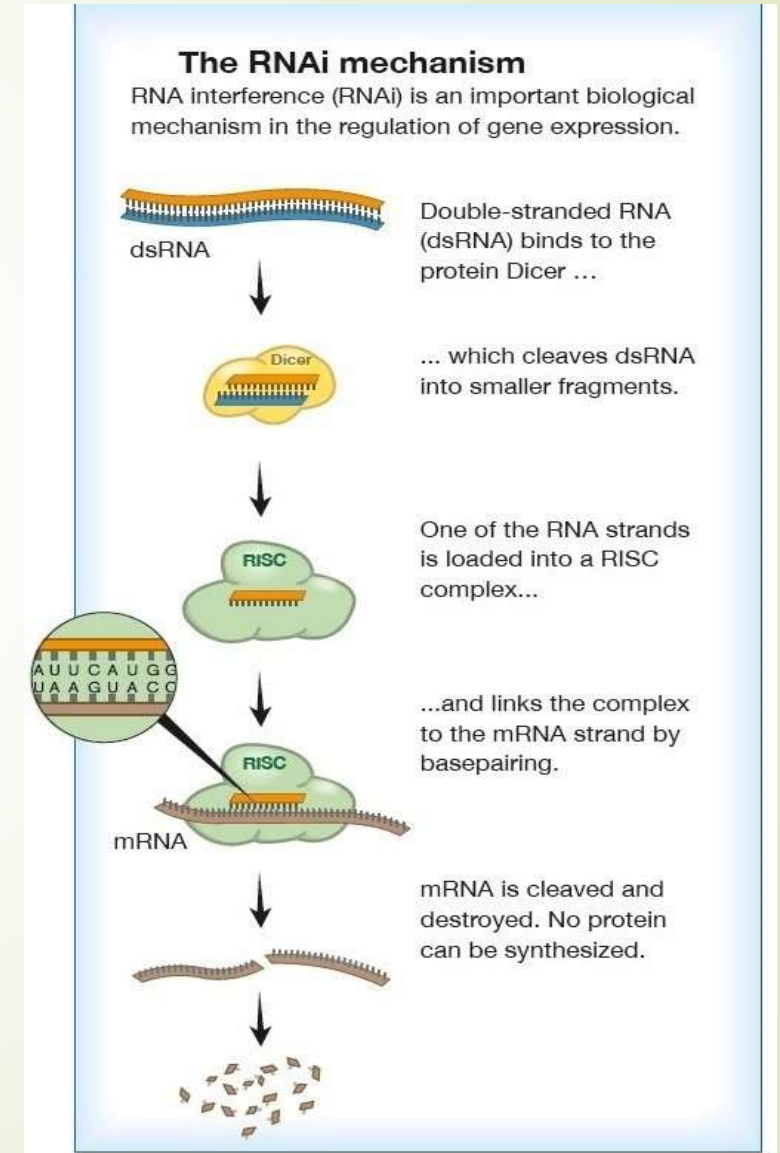 The RNAi mechanism
RNA interference (RNAi) is an important biological
mechanism in the regulation of gene expression.
dsRNA
Double-stranded RNA
(dsRNA) binds to the
protein Dicer ...
Dicer
... which cleaves dsRNA
into smaller fragments.
RISC
One of the RNA strands
is loaded into a RISC
complex...
A U U C A U G G
U A A G U A C C
...and links the complex
to the mRNA strand by
basepairing.
RISC
mRNA
mRNA is cleaved and
destroyed. No protein
can be synthesized.